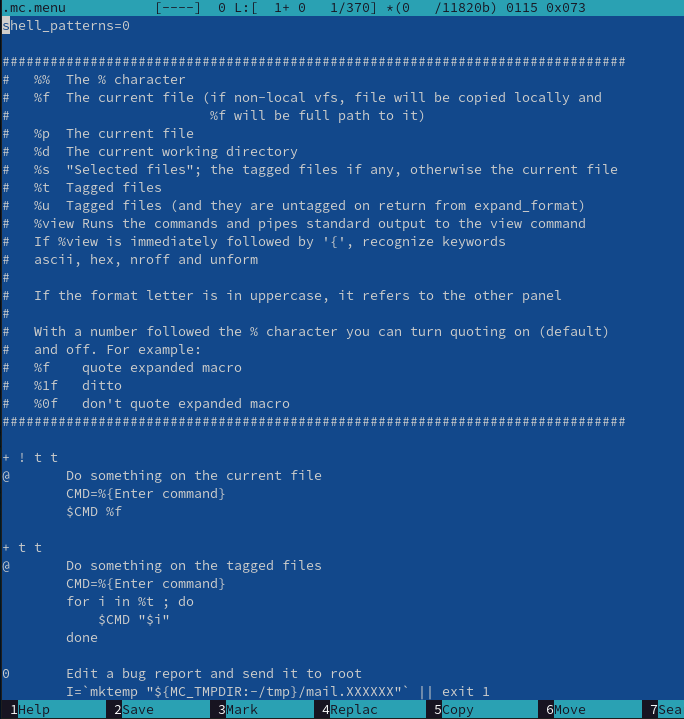 .mc.menu [----] 0 L:[ 1+ 0 1/370] *(0 /11820b) 0115 0x073
shell_patterns=0
##############################################################################
# %% The % character
# %f The current file (if non-local vfs, file will be copied locally and
# %f will be full path to it)
# %p The current file
# %d The current working directory
# %s "Selected files"; the tagged files if any, otherwise the current file
# %t Tagged files
# %u Tagged files (and they are untagged on return from expand_format)
# %view Runs the commands and pipes standard output to the view command
# If %view is immediately followed by '{', recognize keywords
# ascii, hex, nroff and unform
#
# If the format letter is in uppercase, it refers to the other panel
#
# With a number followed the % character you can turn quoting on (default)
# and off. For example:
# %f quote expanded macro
# %1f ditto
# %0f don't quote expanded macro
##############################################################################
+ ! t t
@ Do something on the current file
CMD=%{Enter command}
$CMD %f
+ t t
@ Do something on the tagged files
CMD=%{Enter command}
for i in %t ; do
$CMD "$i"
done
0 Edit a bug report and send it to root
I=`mktemp "${MC_TMPDIR:-/tmp}/mail.XXXXXX"` || exit 1
1Help 2Save 3Mark 4Replac 5Copy 6Move 7Sea